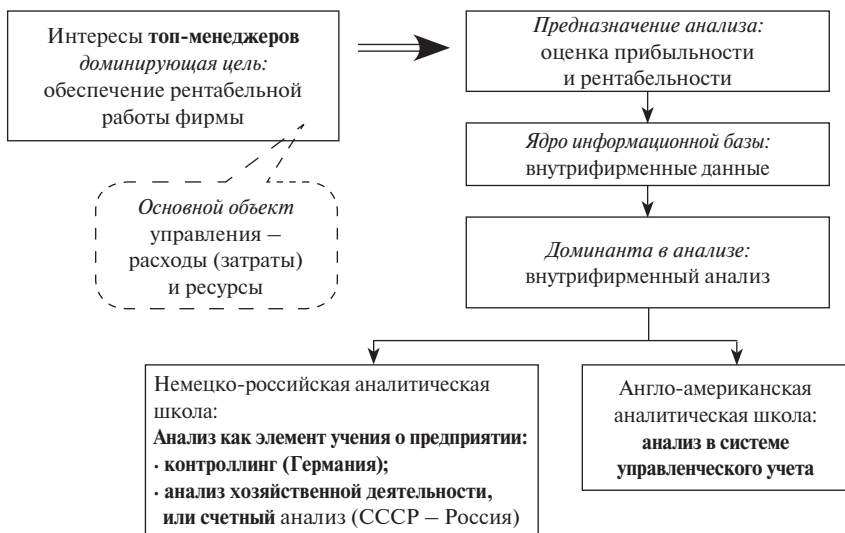 Интересы топ-менеджеров
доминирующая цель:
обеспечение рентабельной
работы фирмы
Основной объект
управления –
расходы (затраты)
и ресурсы
Предназначение анализа:
оценка прибыльности
и рентабельности
Ядро информационной базы:
внутрифирменные данные
Доминанта в анализе:
внутрифирменный анализ
Немецко-российская аналитическая
школа:
Анализ как элемент учения о предприятии:
· контроллинг (Германия);
· анализ хозяйственной деятельности,
или счетный анализ (СССР – Россия)
Англо-американская
аналитическая школа:
анализ в системе
управленческого учета